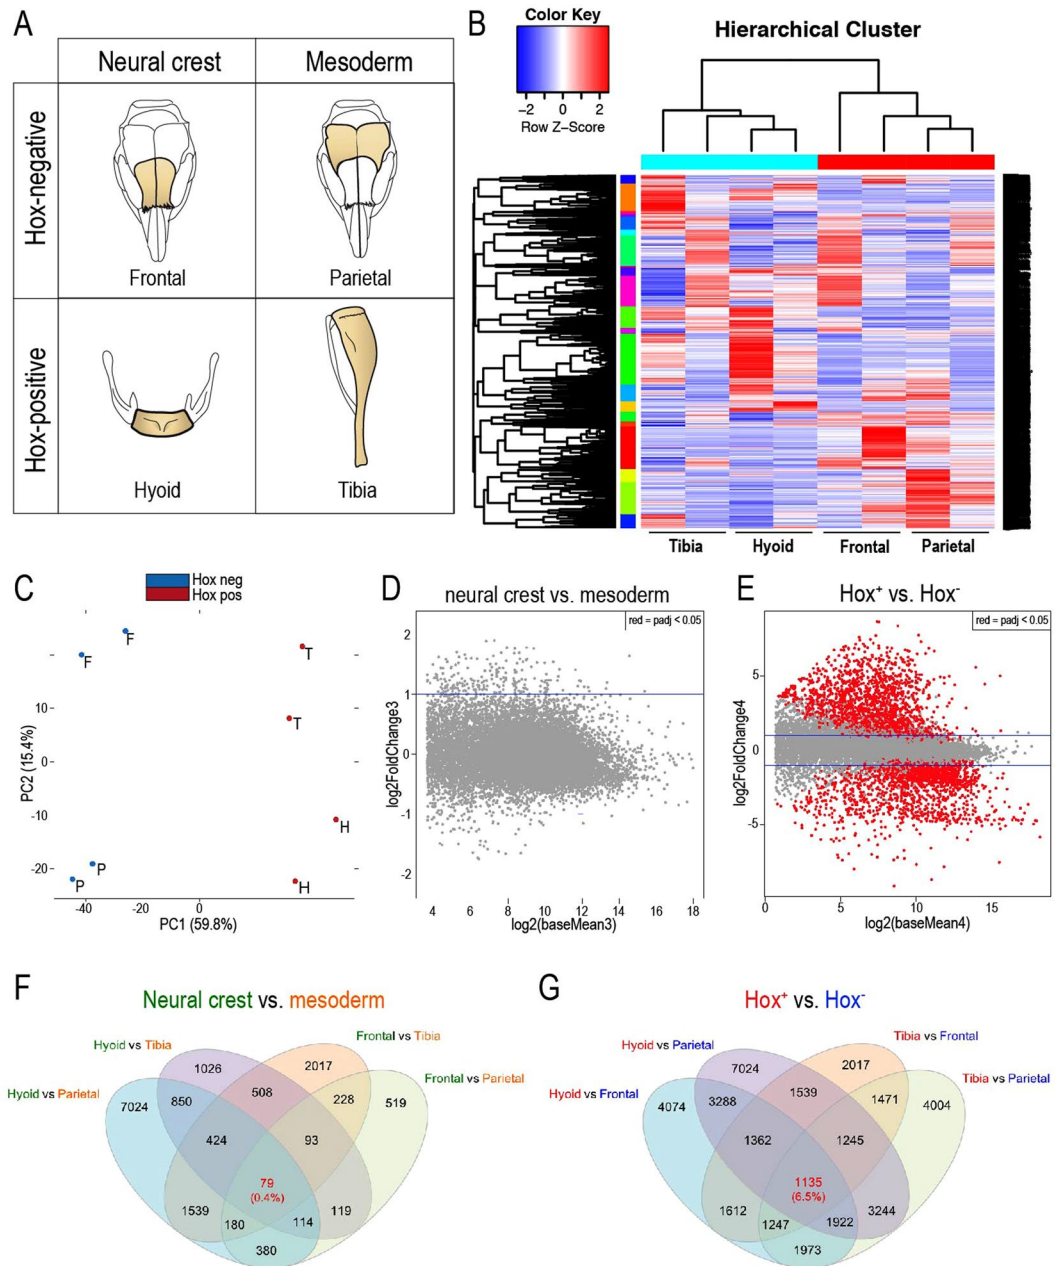 A
Neural crest
Mesoderm
Hox-negative
Frontal
Parietal
Hox-positive
Hyoid
Tibia
B
Color Key
−2 0 2
Row Z−Score
Hierarchical Cluster
Tibia Hyoid Frontal Parietal
C
Hox neg
Hox pos
F
F
T
T
H
H
P
P
10
0
-10
-20
PC2 (15.4%)
-40 -20 0
PC1 (59.8%)
D
neural crest vs. mesoderm
red = padj < 0.05
2
1
0
-1
-2
log2FoldChange3
4 6 8 10 12 14 16 18
log2(baseMean3)
E
Hox⁺ vs. Hox⁻
red = padj < 0.05
5
0
-5
log2FoldChange4
0 5 10 15
log2(baseMean4)
F
Neural crest vs. mesoderm
Frontal vs Tibia
Hyoid vs Tibia
Frontal vs Parietal
Hyoid vs Parietal
1026 2017
7024 850 508 228 519
424 93
79
(0.4%)
1539 180 114 119
380
G
Hox⁺ vs. Hox⁻
Tibia vs Frontal
Hyoid vs Parietal
Tibia vs Parietal
Hyoid vs Frontal
7024 2017
4074 3288 1539 1471 4004
1362 1245
1135
(6.5%)
1612 1247 1922 3244
1973